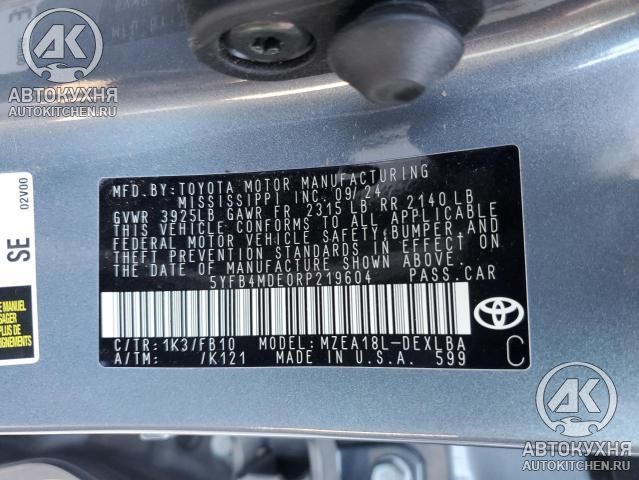 AK
АВТОКУХНЯ
AUTOKITCHEN.RU
02V00
SE
MFD.BY:TOYOTA MOTOR MANUFACTURING
MISSISSIPPI INC.09/24
GVWR 3925LB GAWR FR 2315 LB RR 2140 LB
THIS VEHICLE CONFORMS TO ALL APPLICABLE
FEDERAL MOTOR VEHICLE SAFETY,BUMPER,AND
THEFT PREVENTION STANDARDS IN EFFECT ON
THE DATE OF MANUFACTURE SHOWN ABOVE.
5YFB4MDE0RP219604 PASS.CAR
C/TR:1K3/FB10 MODEL:MZEA18L-DEXLBA
A/TM: /K121 MADE IN U.S.A. 599
C
AK
АВТОКУХНЯ
AUTOKITCHEN.RU